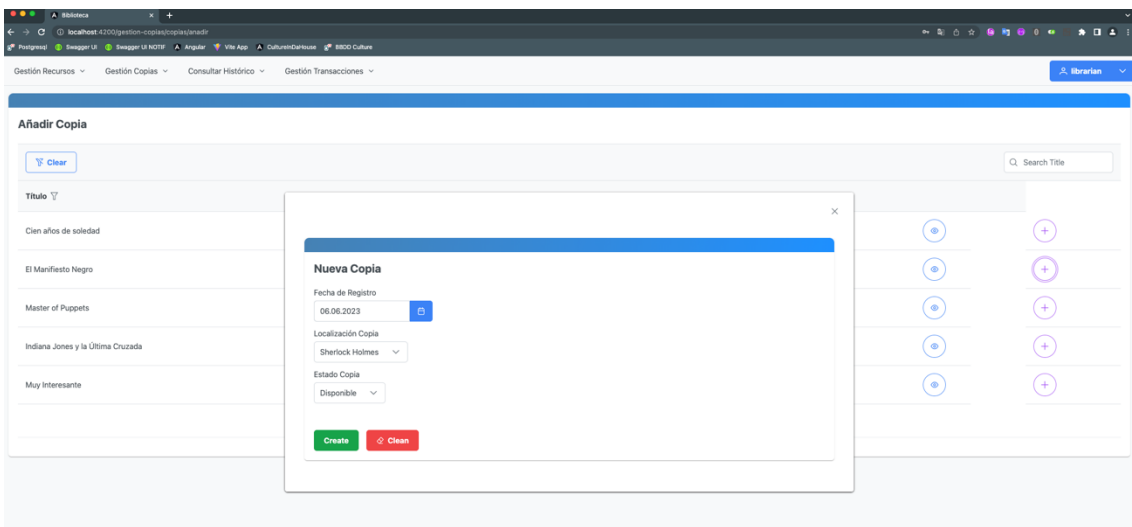 Biblioteca
localhost:4200/gestion-copias/copias/anadir
Postgresql Swagger UI Swagger UI NOTIF Angular Vite App CultureInDaHouse BBDD Culture
Gestión Recursos Gestión Copias Consultar Histórico Gestión Transacciones librarian
Añadir Copia
Clear Search Title
Título
Cien años de soledad
El Manifiesto Negro
Master of Puppets
Indiana Jones y la Última Cruzada
Muy Interesante
Nueva Copia
Fecha de Registro
06.06.2023
Localización Copia
Sherlock Holmes
Estado Copia
Disponible
Create Clean